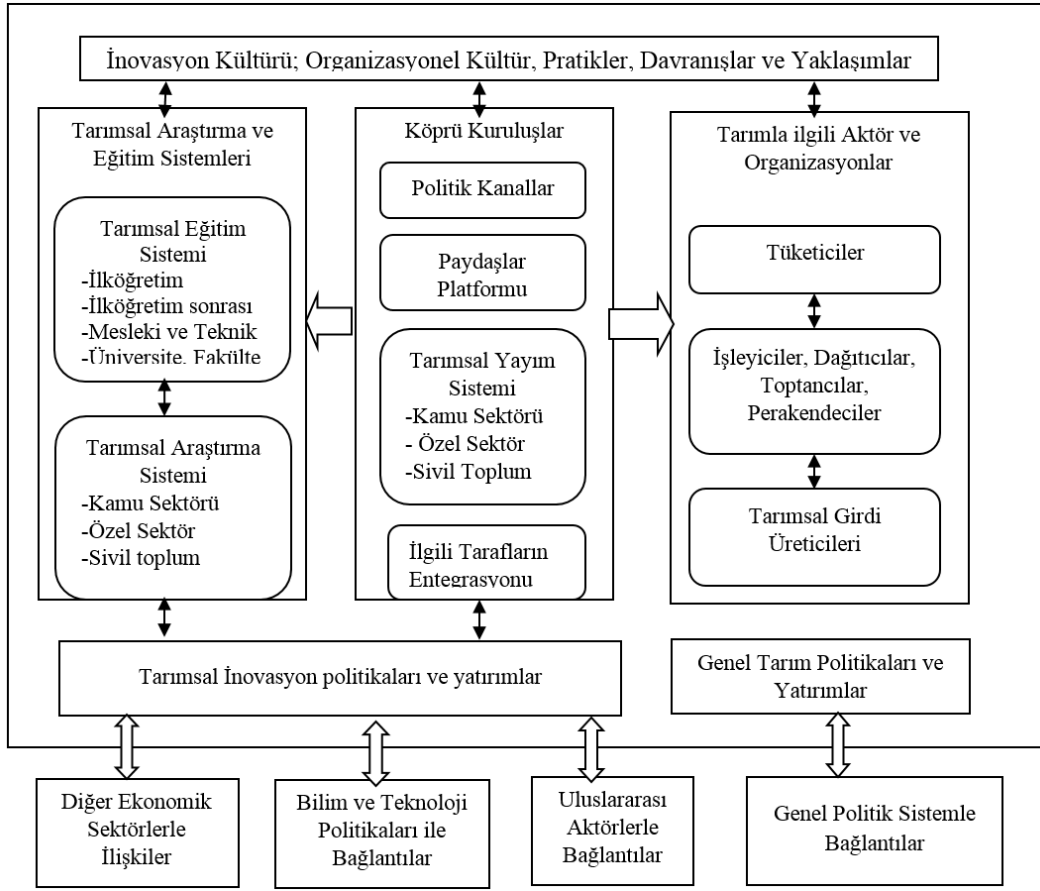 İnovasyon Kültürü; Organizasyonel Kültür, Pratikler, Davranışlar ve Yaklaşımlar
Tarımsal Araştırma ve
Eğitim Sistemleri
Tarımsal Eğitim
Sistemi
-İlköğretim
-İlköğretim sonrası
-Mesleki ve Teknik
-Üniversite, Fakülte
Tarımsal Araştırma
Sistemi
-Kamu Sektörü
-Özel Sektör
-Sivil toplum
Köprü Kuruluşlar
Politik Kanallar
Paydaşlar
Platformu
Tarımsal Yayım
Sistemi
-Kamu Sektörü
- Özel Sektör
-Sivil Toplum
İlgili Tarafların
Entegrasyonu
Tarımla ilgili Aktör ve
Organizasyonlar
Tüketiciler
İşleyiciler, Dağıtıcılar,
Toptancılar,
Perakendeciler
Tarımsal Girdi
Üreticileri
Tarımsal İnovasyon politikaları ve yatırımlar
Genel Tarım Politikaları ve
Yatırımlar
Diğer Ekonomik
Sektörlerle
İlişkiler
Bilim ve Teknoloji
Politikaları ile
Bağlantılar
Uluslararası
Aktörlerle
Bağlantılar
Genel Politik Sistemle
Bağlantılar